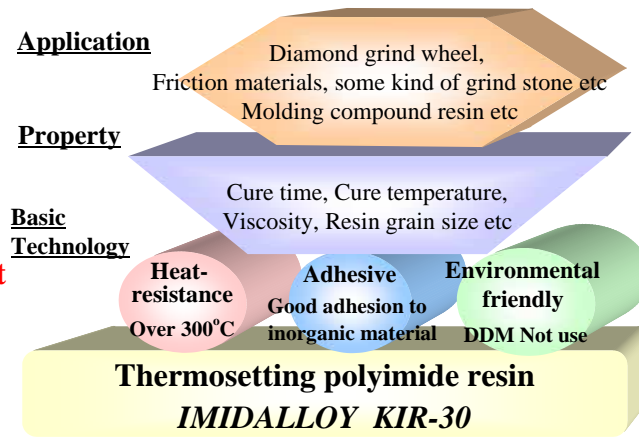 Application
Diamond grind wheel,
Friction materials, some kind of grind stone etc
Molding compound resin etc
Property
Cure time, Cure temperature,
Viscosity, Resin grain size etc
Basic
Technology
t
Heat-
resistance
Over 300°C
Adhesive
Good adhesion to
inorganic material
Environmental
friendly
DDM Not use
Thermosetting polyimide resin
IMIDALLOY KIR-30